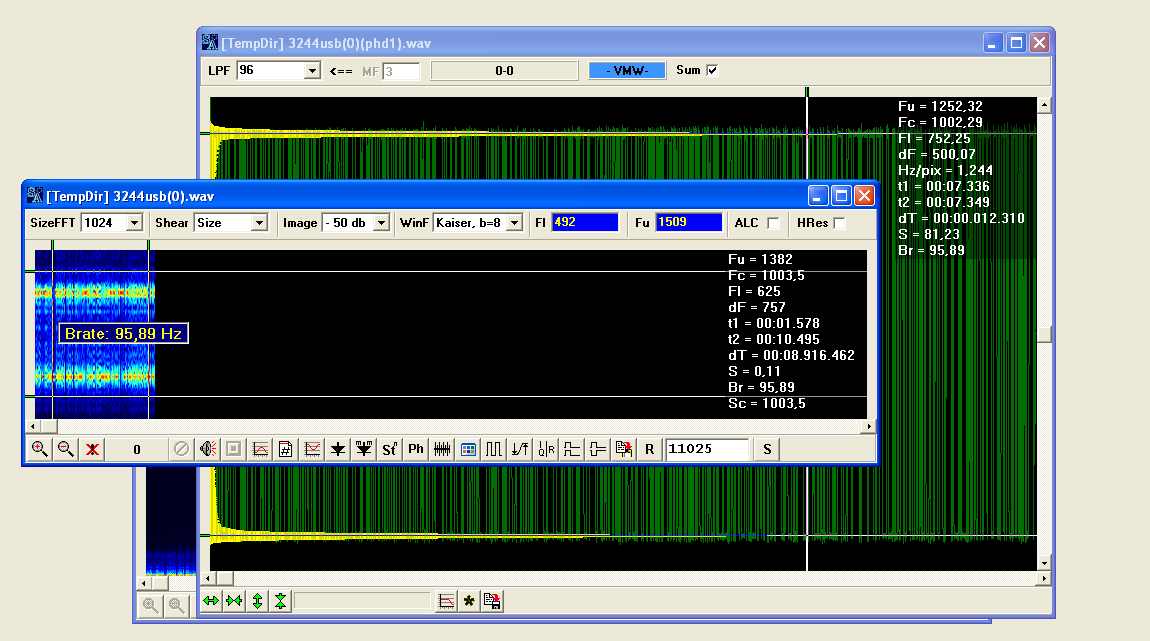 [TempDir] 3244usb(0)(phd1).wav
LPF 96 <== MF 3 0-0 - VMW- Sum
Fu = 1252,32
Fc = 1002,29
Fl = 752,25
dF = 500,07
Hz/pix = 1,244
t1 = 00:07.336
t2 = 00:07.349
dT = 00:00.012.310
S = 81,23
Br = 95,89
[TempDir] 3244usb(0).wav
SizeFFT 1024 Shear Size Image - 50 db WinF Kaiser, b=8 Fl 492 Fu 1509 ALC HRes
Fu = 1382
Fc = 1003,5
Fl = 625
dF = 757
t1 = 00:01.578
t2 = 00:10.495
dT = 00:08.916.462
S = 0,11
Br = 95,89
Sc = 1003,5
Brate: 95,89 Hz
0 Sf Ph R 11025 S